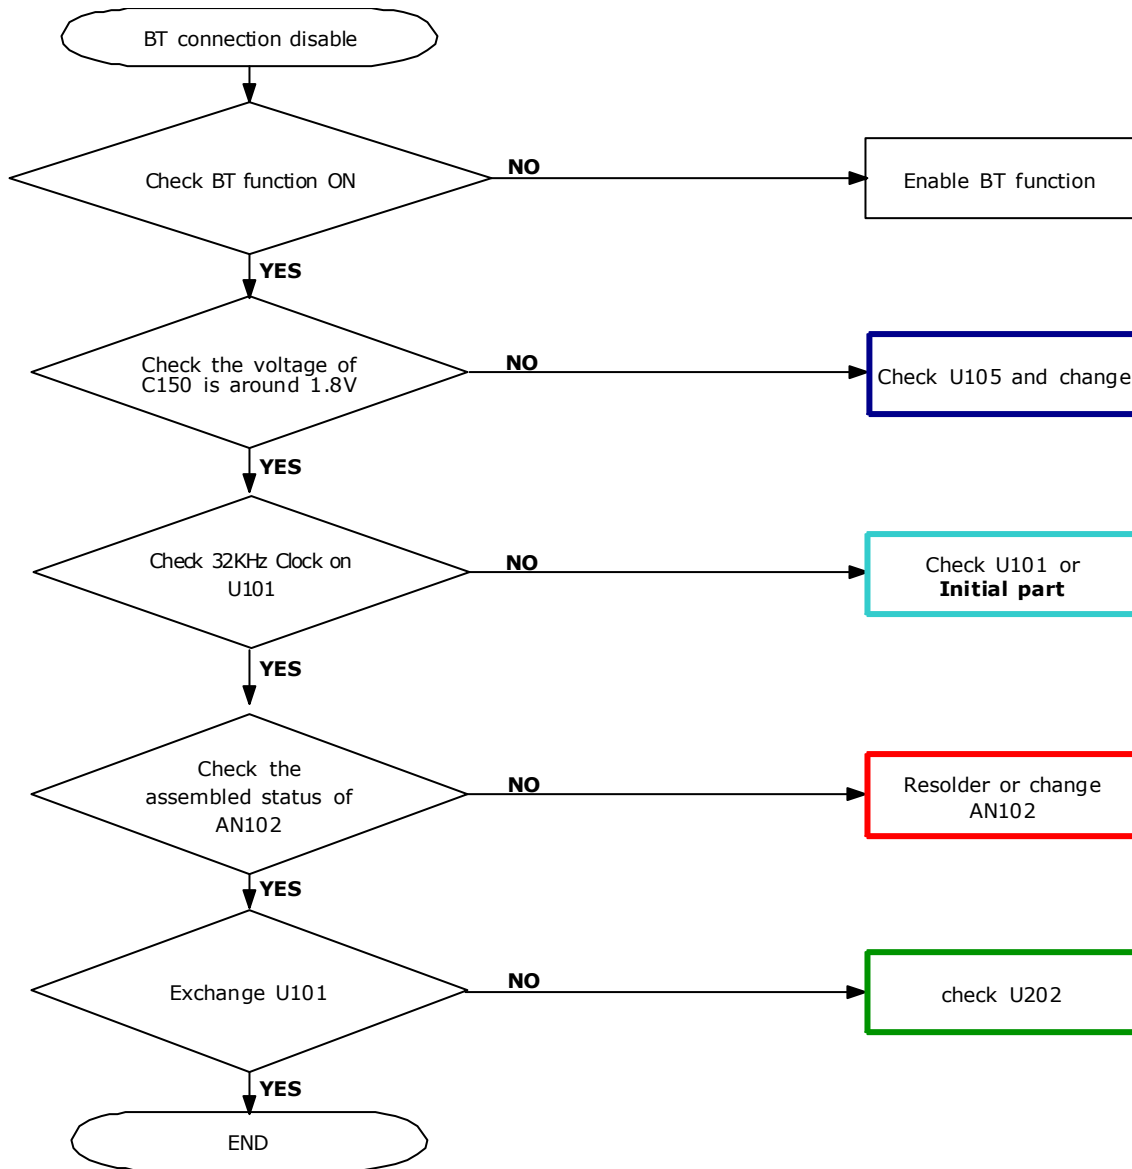 BT connection disable
Check BT function ON
NO
Enable BT function
YES
Check the voltage of
C150 is around 1.8V
NO
Check U105 and change
YES
Check 32KHz Clock on
U101
NO
Check U101 or
Initial part
YES
Check the
assembled status of
AN102
NO
Resolder or change
AN102
YES
Exchange U101
NO
check U202
YES
END